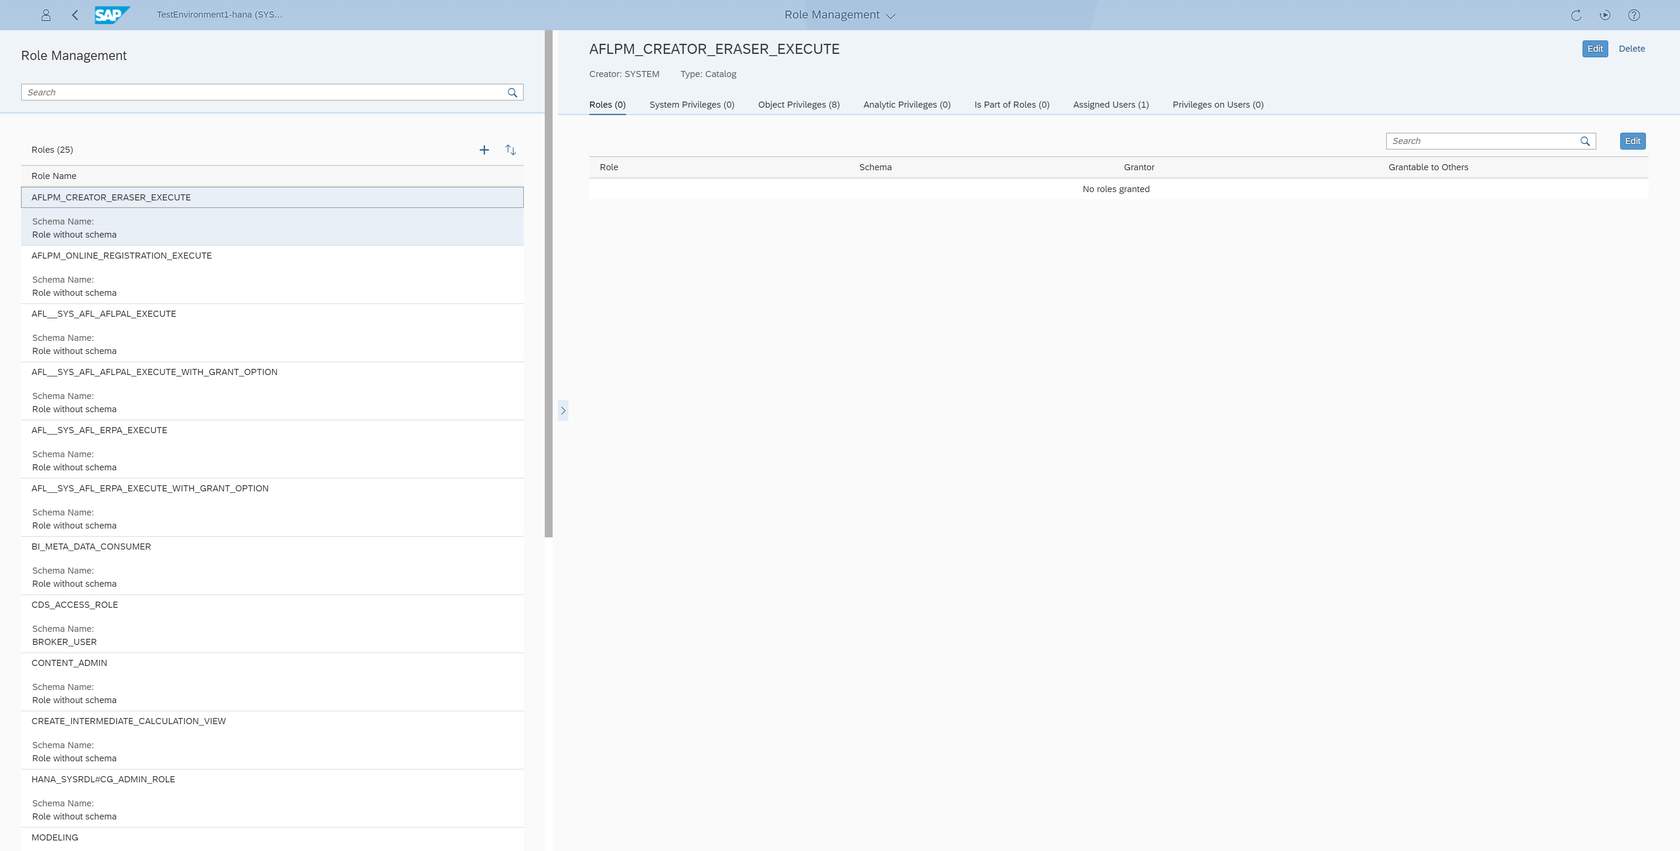 SAP
TestEnvironment1-hana (SYS...
Role Management
Role Management
Search
Roles (25)
Role Name
AFLPM_CREATOR_ERASER_EXECUTE
Schema Name:
Role without schema
AFLPM_ONLINE_REGISTRATION_EXECUTE
Schema Name:
Role without schema
AFL__SYS_AFL_AFLPAL_EXECUTE
Schema Name:
Role without schema
AFL__SYS_AFL_AFLPAL_EXECUTE_WITH_GRANT_OPTION
Schema Name:
Role without schema
AFL__SYS_AFL_ERPA_EXECUTE
Schema Name:
Role without schema
AFL__SYS_AFL_ERPA_EXECUTE_WITH_GRANT_OPTION
Schema Name:
Role without schema
BI_META_DATA_CONSUMER
Schema Name:
Role without schema
CDS_ACCESS_ROLE
Schema Name:
BROKER_USER
CONTENT_ADMIN
Schema Name:
Role without schema
CREATE_INTERMEDIATE_CALCULATION_VIEW
Schema Name:
Role without schema
HANA_SYSRDL#CG_ADMIN_ROLE
Schema Name:
Role without schema
MODELING
AFLPM_CREATOR_ERASER_EXECUTE
Edit Delete
Creator: SYSTEM Type: Catalog
Roles (0) System Privileges (0) Object Privileges (8) Analytic Privileges (0) Is Part of Roles (0) Assigned Users (1) Privileges on Users (0)
Search Edit
Role Schema Grantor Grantable to Others
No roles granted